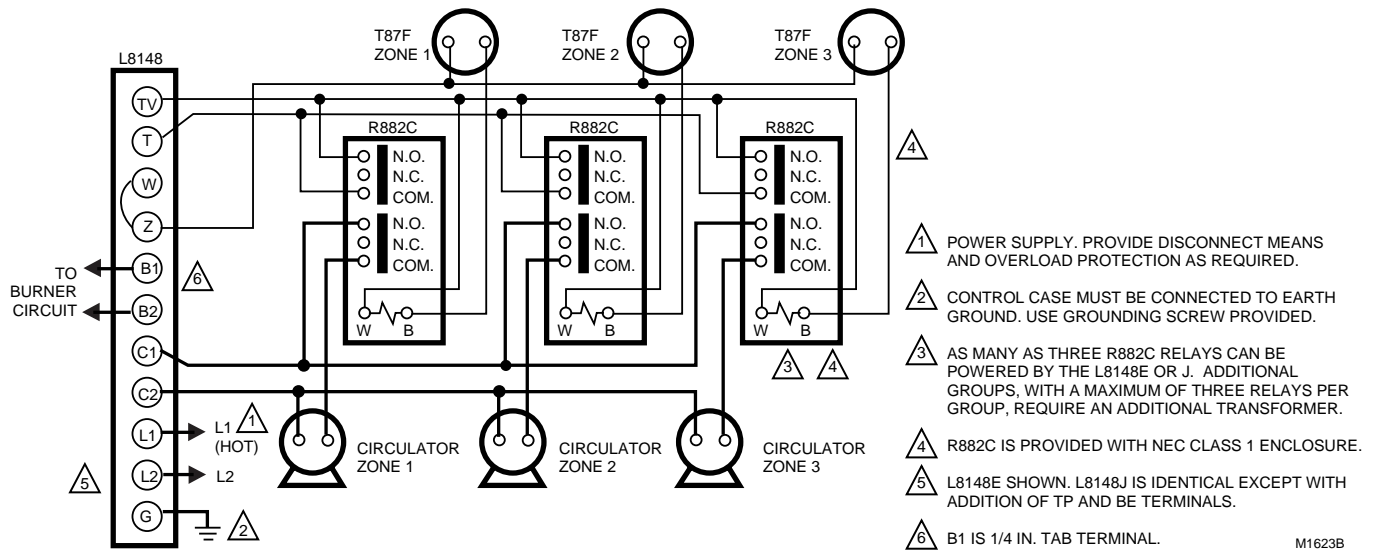 T87F
ZONE 1
T87F
ZONE 2
T87F
ZONE 3
L8148
TV
T
W
Z
B1
B2
C1
C2
L1
L2
G
TO
BURNER
CIRCUIT
6
R882C
N.O.
N.C.
COM.
N.O.
N.C.
COM.
W B
R882C
N.O.
N.C.
COM.
N.O.
N.C.
COM.
W B
R882C
N.O.
N.C.
COM.
N.O.
N.C.
COM.
W B
4
3 4
L1
(HOT)
1
L2
5
2
CIRCULATOR
ZONE 1
CIRCULATOR
ZONE 2
CIRCULATOR
ZONE 3
1 POWER SUPPLY. PROVIDE DISCONNECT MEANS
AND OVERLOAD PROTECTION AS REQUIRED.
2 CONTROL CASE MUST BE CONNECTED TO EARTH
GROUND. USE GROUNDING SCREW PROVIDED.
3 AS MANY AS THREE R882C RELAYS CAN BE
POWERED BY THE L8148E OR J. ADDITIONAL
GROUPS, WITH A MAXIMUM OF THREE RELAYS PER
GROUP, REQUIRE AN ADDITIONAL TRANSFORMER.
4 R882C IS PROVIDED WITH NEC CLASS 1 ENCLOSURE.
5 L8148E SHOWN. L8148J IS IDENTICAL EXCEPT WITH
ADDITION OF TP AND BE TERMINALS.
6 B1 IS 1/4 IN. TAB TERMINAL.
M1623B